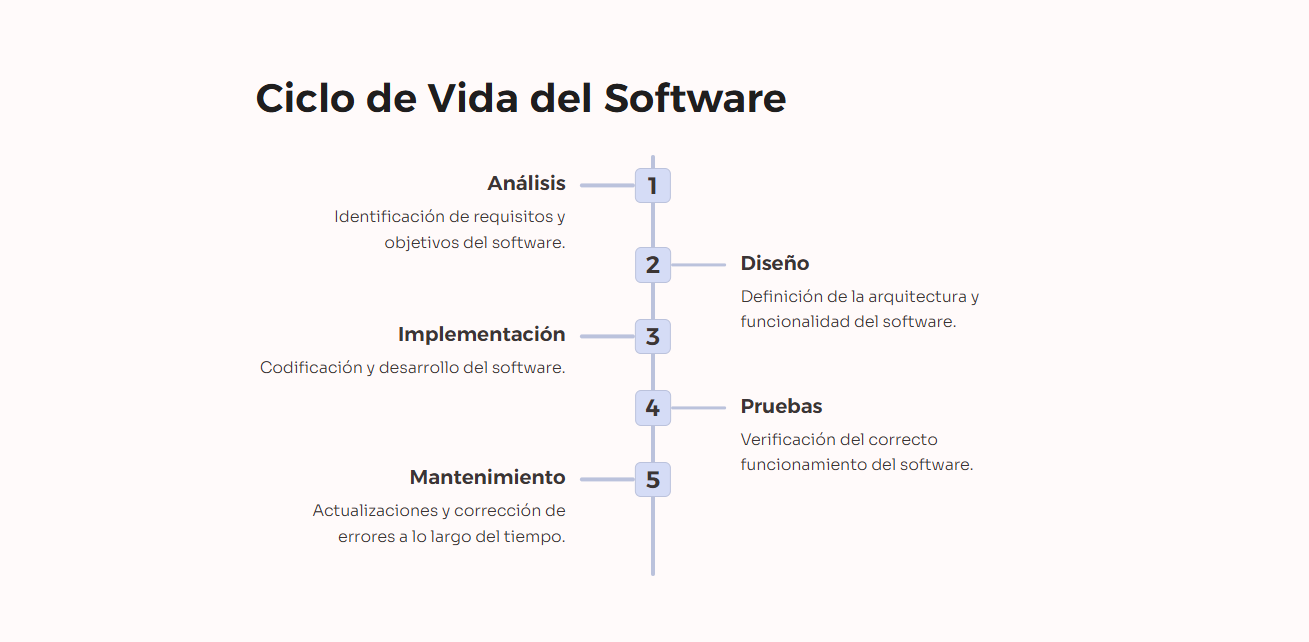 Ciclo de Vida del Software
1
Análisis
Identificación de requisitos y
objetivos del software.
2
Diseño
Definición de la arquitectura y
funcionalidad del software.
3
Implementación
Codificación y desarrollo del software.
4
Pruebas
Verificación del correcto
funcionamiento del software.
5
Mantenimiento
Actualizaciones y corrección de
errores a lo largo del tiempo.